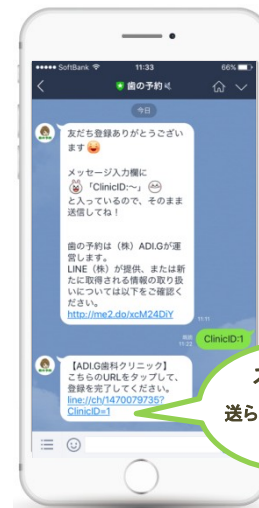 SoftBank 11:33 66%
歯の予約
今日
友だち登録ありがとうござい
ます
メッセージ入力欄に
「ClinicID:～」
と入っているので、そのまま
送信してね！
歯の予約は（株）ADI.Gが運
営します。
LINE（株）が提供、または新
たに取得される情報の取り扱
いについては以下をご確認く
ださい。
http://me2.do/xcM24DiY
11:11
既読
11:22
ClinicID:1
【ADI.G歯科クリニック】
こちらのURLをタップして、
登録を完了してください。
line://ch/1470079735?
ClinicID=1
送ら